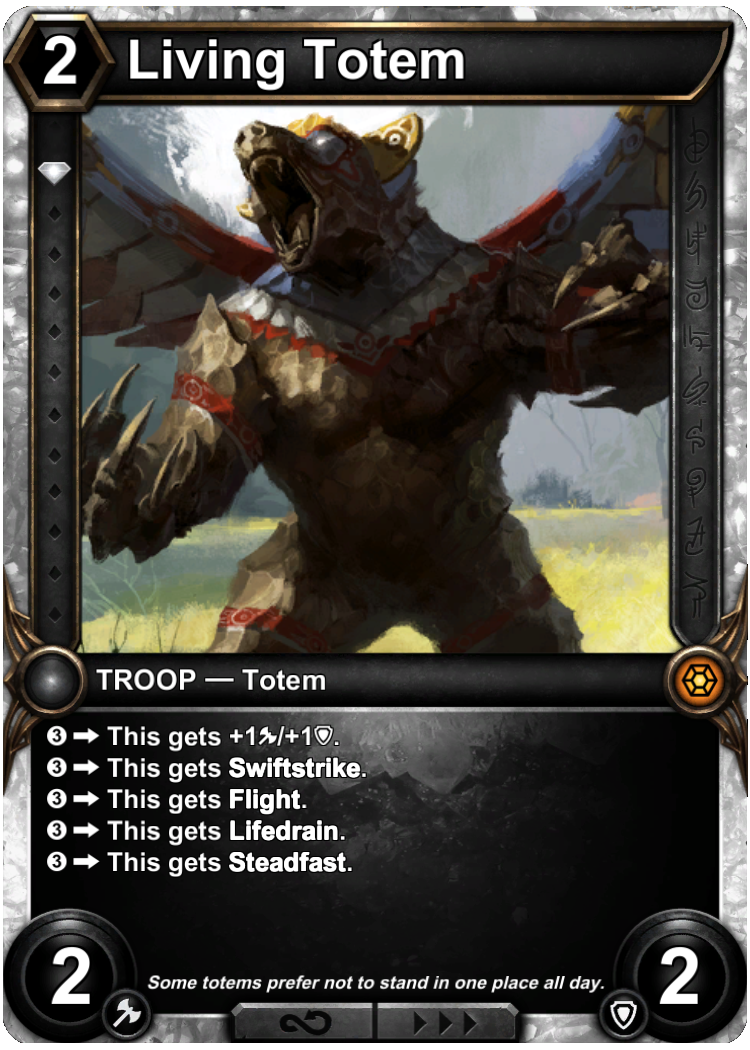 2 Living Totem
TROOP — Totem
③ → This gets +1/+1.
③ → This gets Swiftstrike.
③ → This gets Flight.
③ → This gets Lifedrain.
③ → This gets Steadfast.
2 Some totems prefer not to stand in one place all day. 2